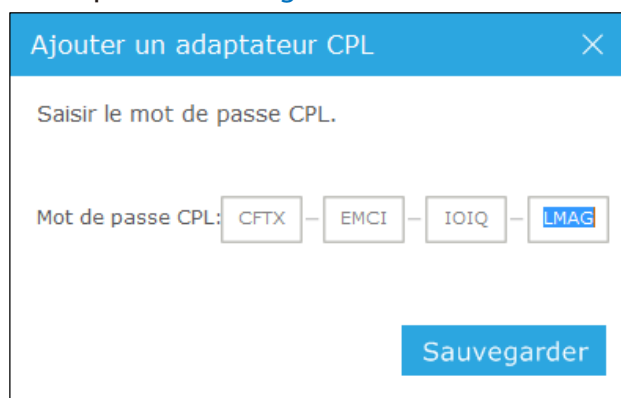 Ajouter un adaptateur CPL
Saisir le mot de passe CPL.
Mot de passe CPL: CFTX – EMCI – IOIQ – LMAG
Sauvegarder